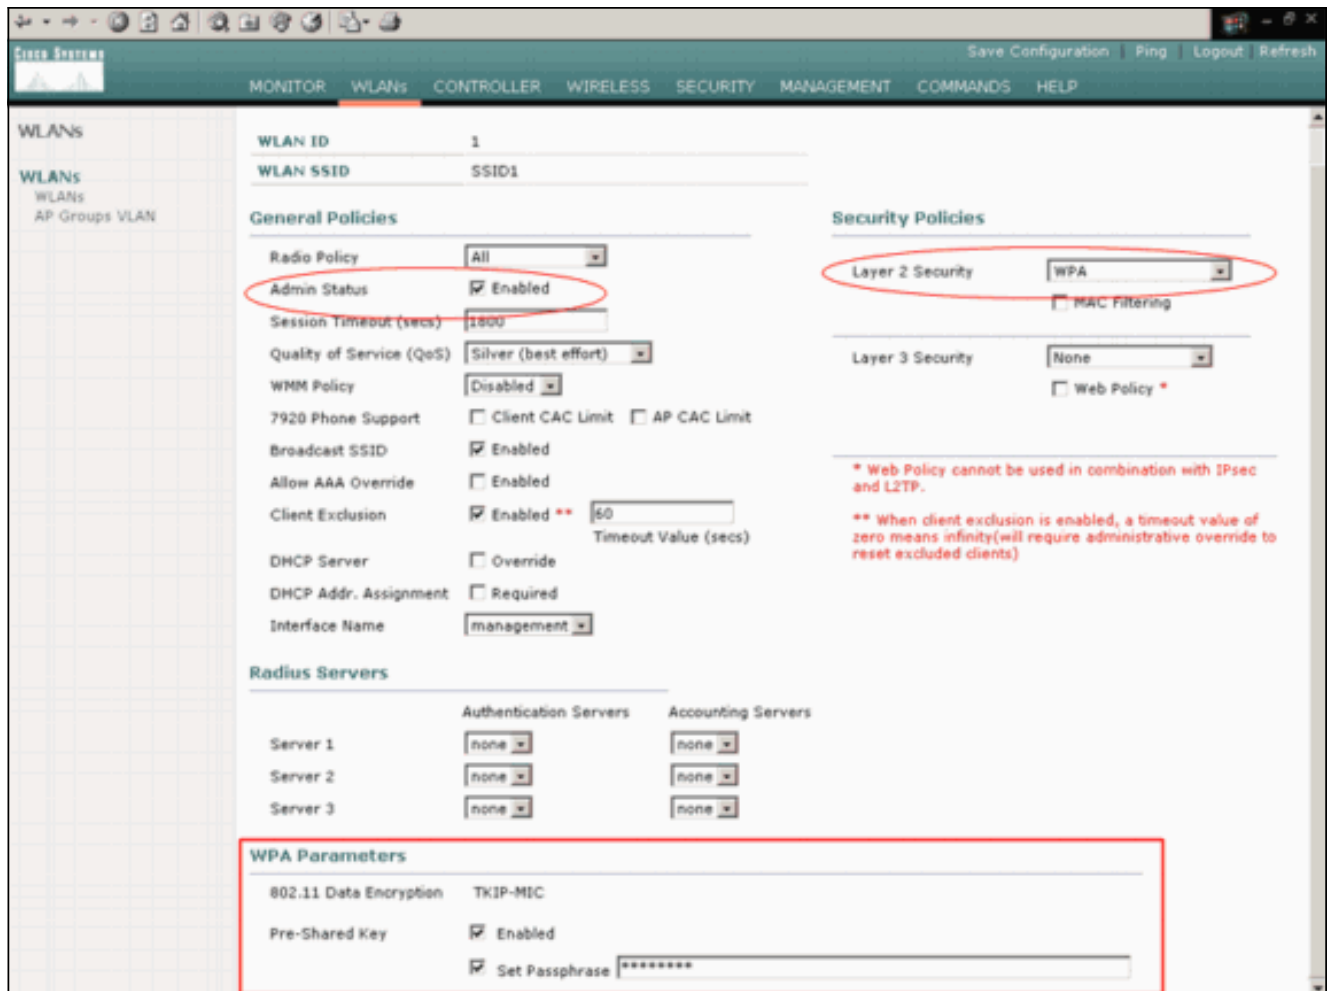 Save Configuration | Ping | Logout | Refresh
CISCO SYSTEMS
MONITOR WLANs CONTROLLER WIRELESS SECURITY MANAGEMENT COMMANDS HELP
WLANs
WLANs
WLANs
AP Groups VLAN
WLAN ID 1
WLAN SSID SSID1
General Policies
Radio Policy All
Admin Status Enabled
Session Timeout (secs) 1800
Quality of Service (QoS) Silver (best effort)
WMM Policy Disabled
7920 Phone Support Client CAC Limit AP CAC Limit
Broadcast SSID Enabled
Allow AAA Override Enabled
Client Exclusion Enabled ** 60
Timeout Value (secs)
DHCP Server Override
DHCP Addr. Assignment Required
Interface Name management
Security Policies
Layer 2 Security WPA
MAC Filtering
Layer 3 Security None
Web Policy *
* Web Policy cannot be used in combination with IPsec
and L2TP.
** When client exclusion is enabled, a timeout value of
zero means infinity(will require administrative override to
reset excluded clients)
Radius Servers
Authentication Servers Accounting Servers
Server 1 none none
Server 2 none none
Server 3 none none
WPA Parameters
802.11 Data Encryption TKIP-MIC
Pre-Shared Key Enabled
Set Passphrase ********